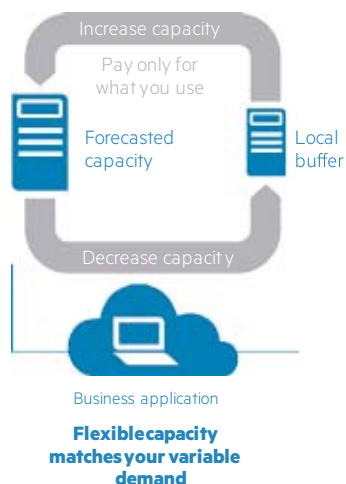 Increase capacity
Pay only for
what you use
Forecasted
capacity
Local
buffer
Decrease capacity
Business application
Flexible capacity
matches your variable
demand